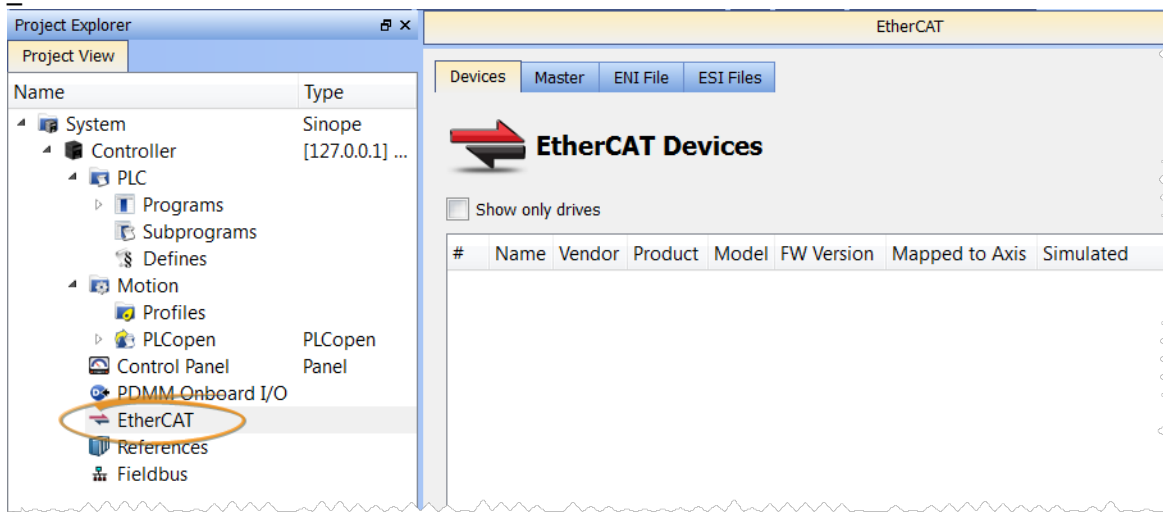 Project Explorer
EtherCAT
Project View
Devices Master ENI File ESI Files
Name Type
System Sinope
Controller [127.0.0.1] ...
PLC
Programs
Subprograms
Defines
Motion
Profiles
PLCopen PLCopen
Control Panel Panel
PDMM Onboard I/O
EtherCAT
References
Fieldbus
EtherCAT Devices
Show only drives
# Name Vendor Product Model FW Version Mapped to Axis Simulated